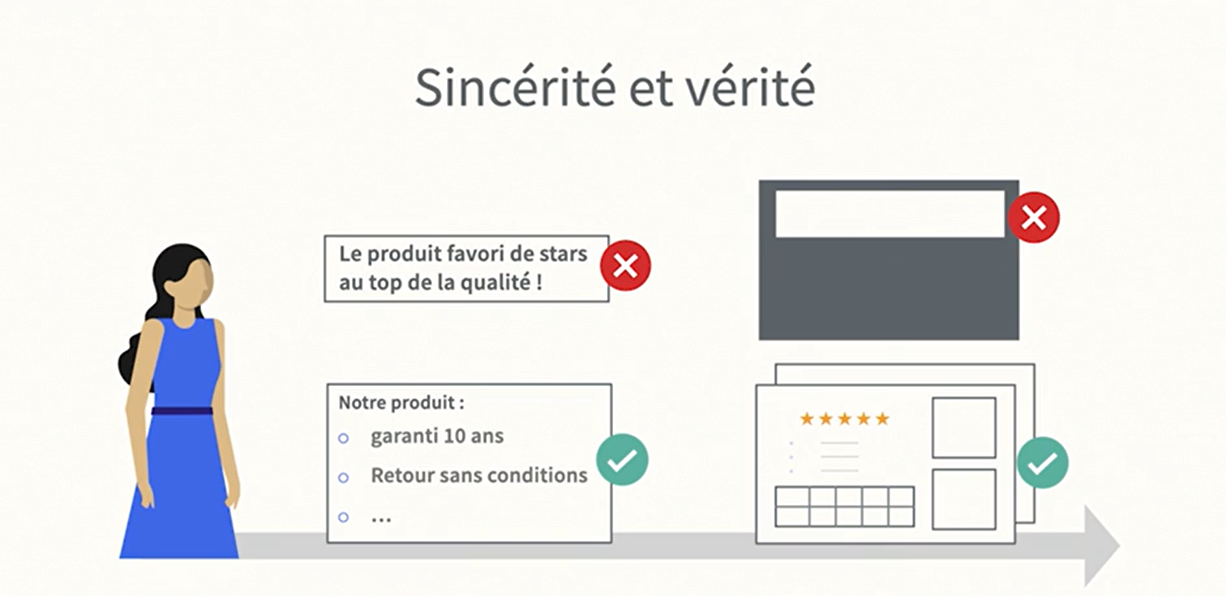 Sincérité et vérité
Le produit favori de stars
au top de la qualité !
Notre produit :
garanti 10 ans
Retour sans conditions
...